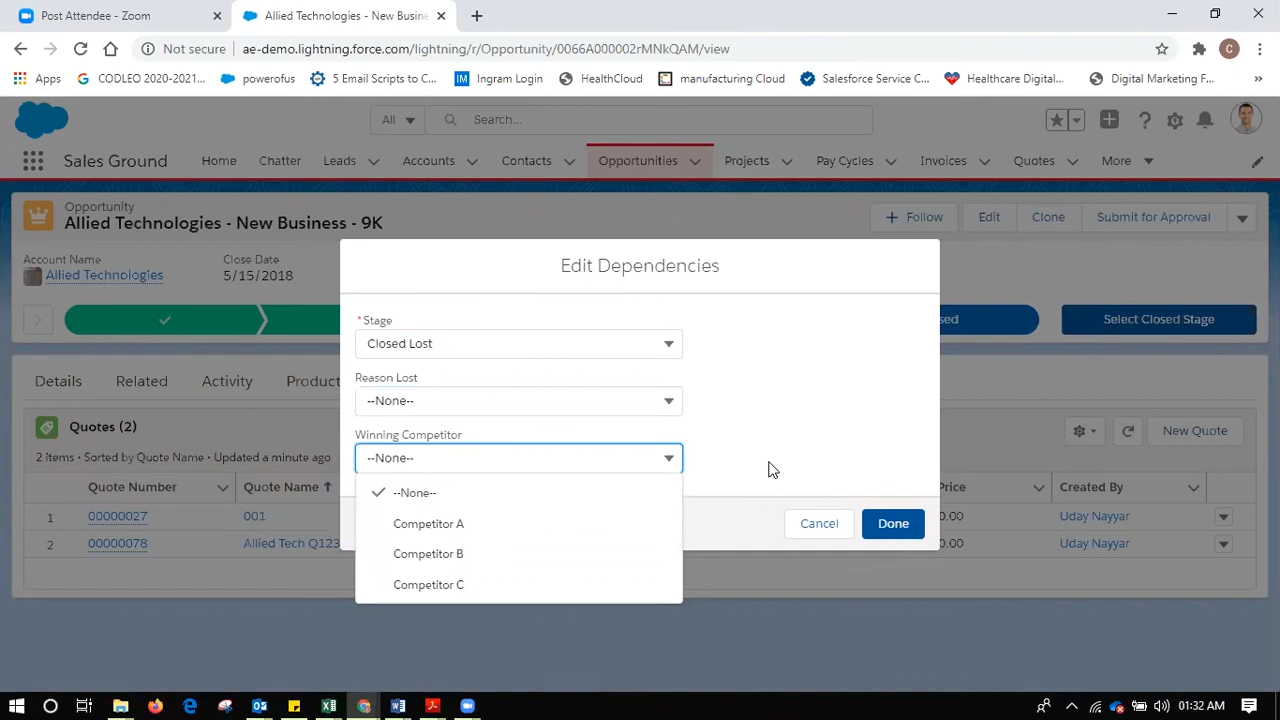 Post Attendee - Zoom
Allied Technologies - New Busine
Not secure
ae-demo.lightning.force.com/lightning/r/Opportunity/0066A000002rMNkQAM/view
C
Apps
CODLEO 2020-2021...
powerofus
5 Email Scripts to C...
IM
Ingram Login
HealthCloud
manufacturing Cloud
Salesforce Service C...
Healthcare Digital...
Digital Marketing F...
»
All
Search...
Sales Ground
Home
Chatter
Leads
Accounts
Contacts
Opportunities
Projects
Pay Cycles
Invoices
Quotes
More
Opportunity
Allied Technologies - New Business - 9K
Follow
Edit
Clone
Submit for Approval
Account Name
Allied Technologies
Close Date
5/15/2018
Edit Dependencies
* Stage
Closed Lost
Reason Lost
--None--
Winning Competitor
--None--
--None--
Competitor A
Competitor B
Competitor C
Cancel
Done
sed
Select Closed Stage
Details
Related
Activity
Product
Quotes (2)
2 items • Sorted by Quote Name • Updated a minute ago
New Quote
Quote Number
Quote Name
Price
Created By
1
00000027
001
0.00
Uday Nayyar
2
00000078
Allied Tech Q123
0.00
Uday Nayyar
01:32 AM